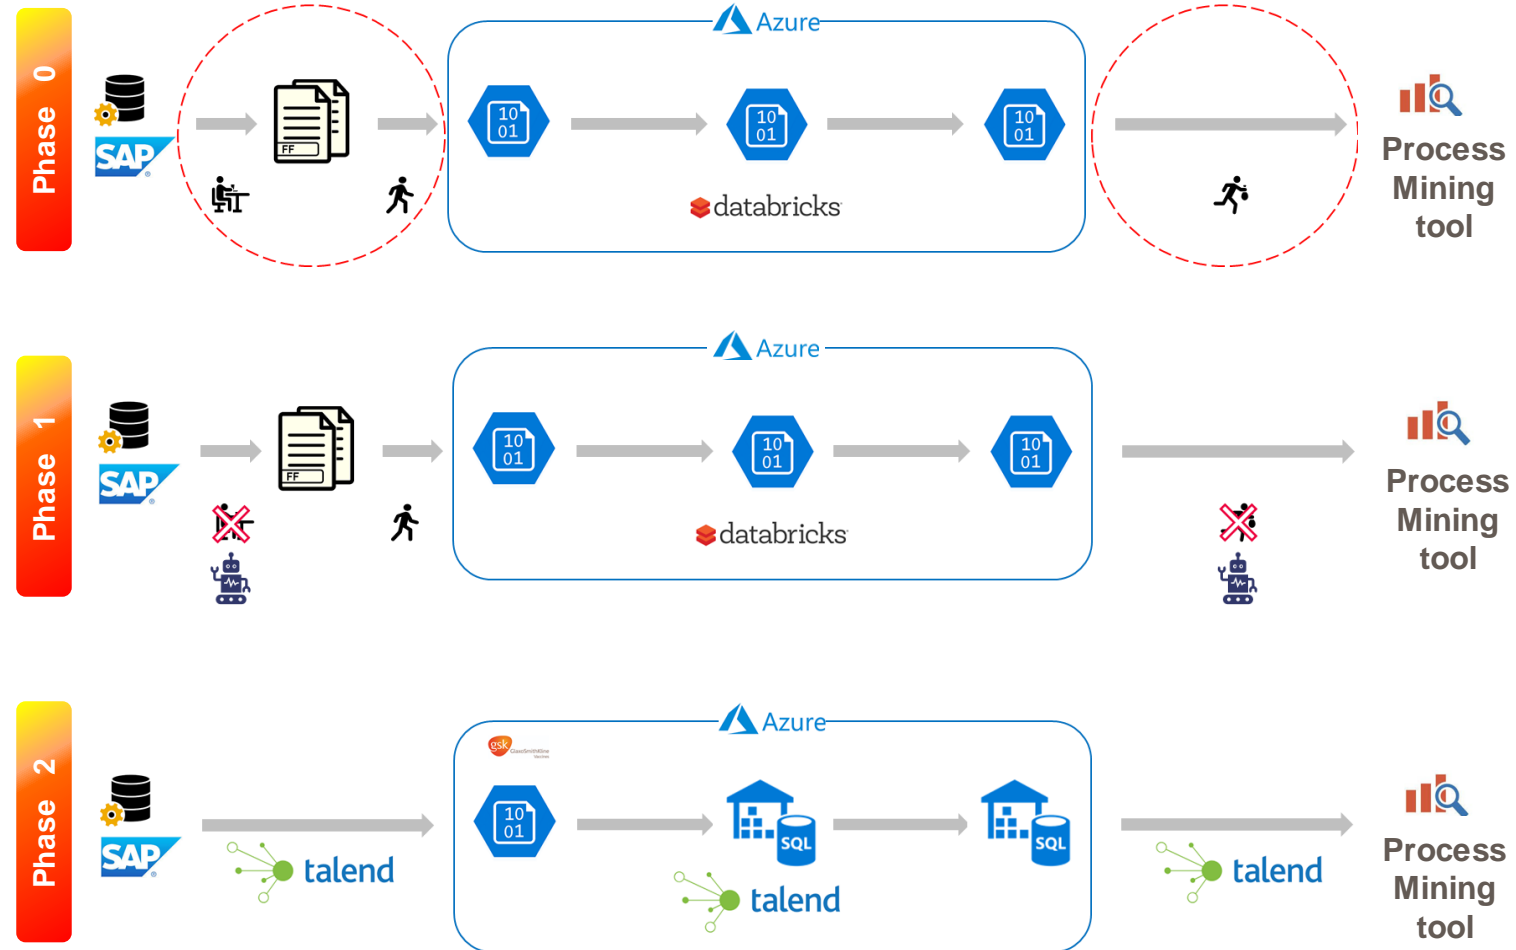 Phase 0
Azure
SAP
FF
10
01
10
01
10
01
databricks
Process
Mining
tool
Phase 1
Azure
SAP
FF
10
01
10
01
10
01
databricks
Process
Mining
tool
Phase 2
Azure
gsk
GlaxoSmithKline
Vaccines
SAP
10
01
SQL
SQL
talend
talend
talend
Process
Mining
tool